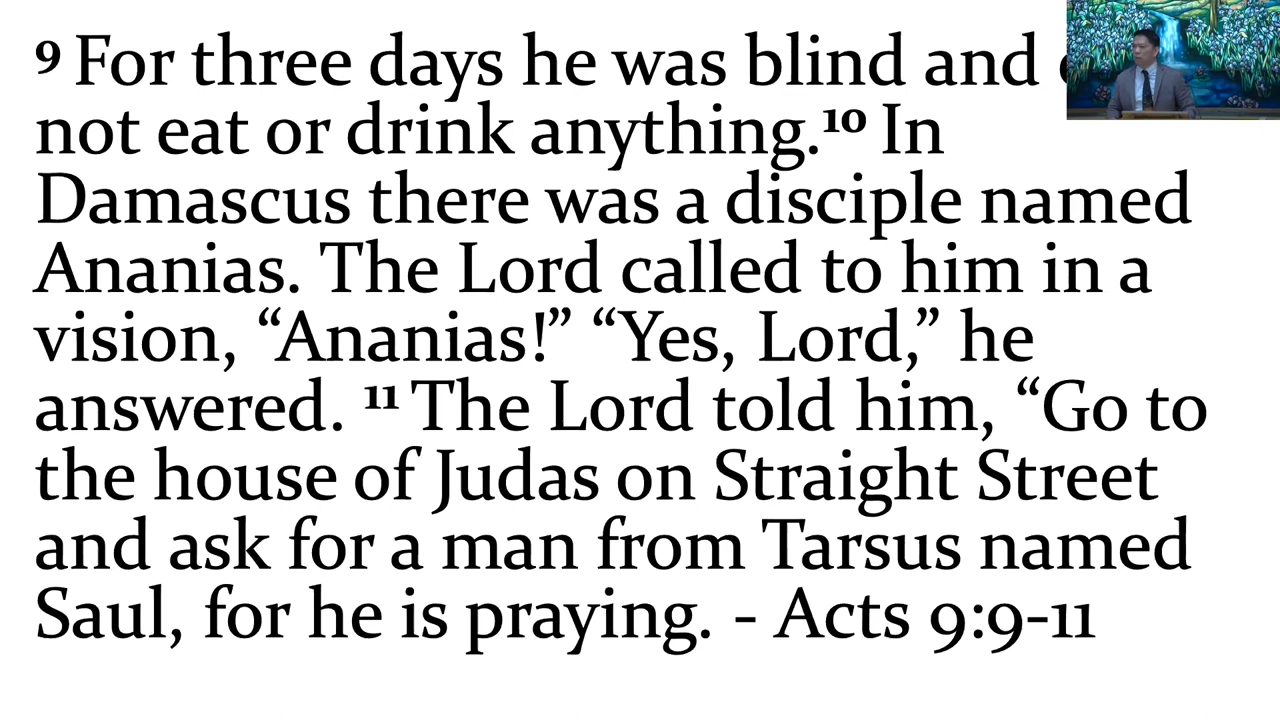 ⁹ For three days he was blind and
not eat or drink anything.¹⁰ In
Damascus there was a disciple named
Ananias. The Lord called to him in a
vision, “Ananias!” “Yes, Lord,” he
answered. ¹¹ The Lord told him, “Go to
the house of Judas on Straight Street
and ask for a man from Tarsus named
Saul, for he is praying. - Acts 9:9-11